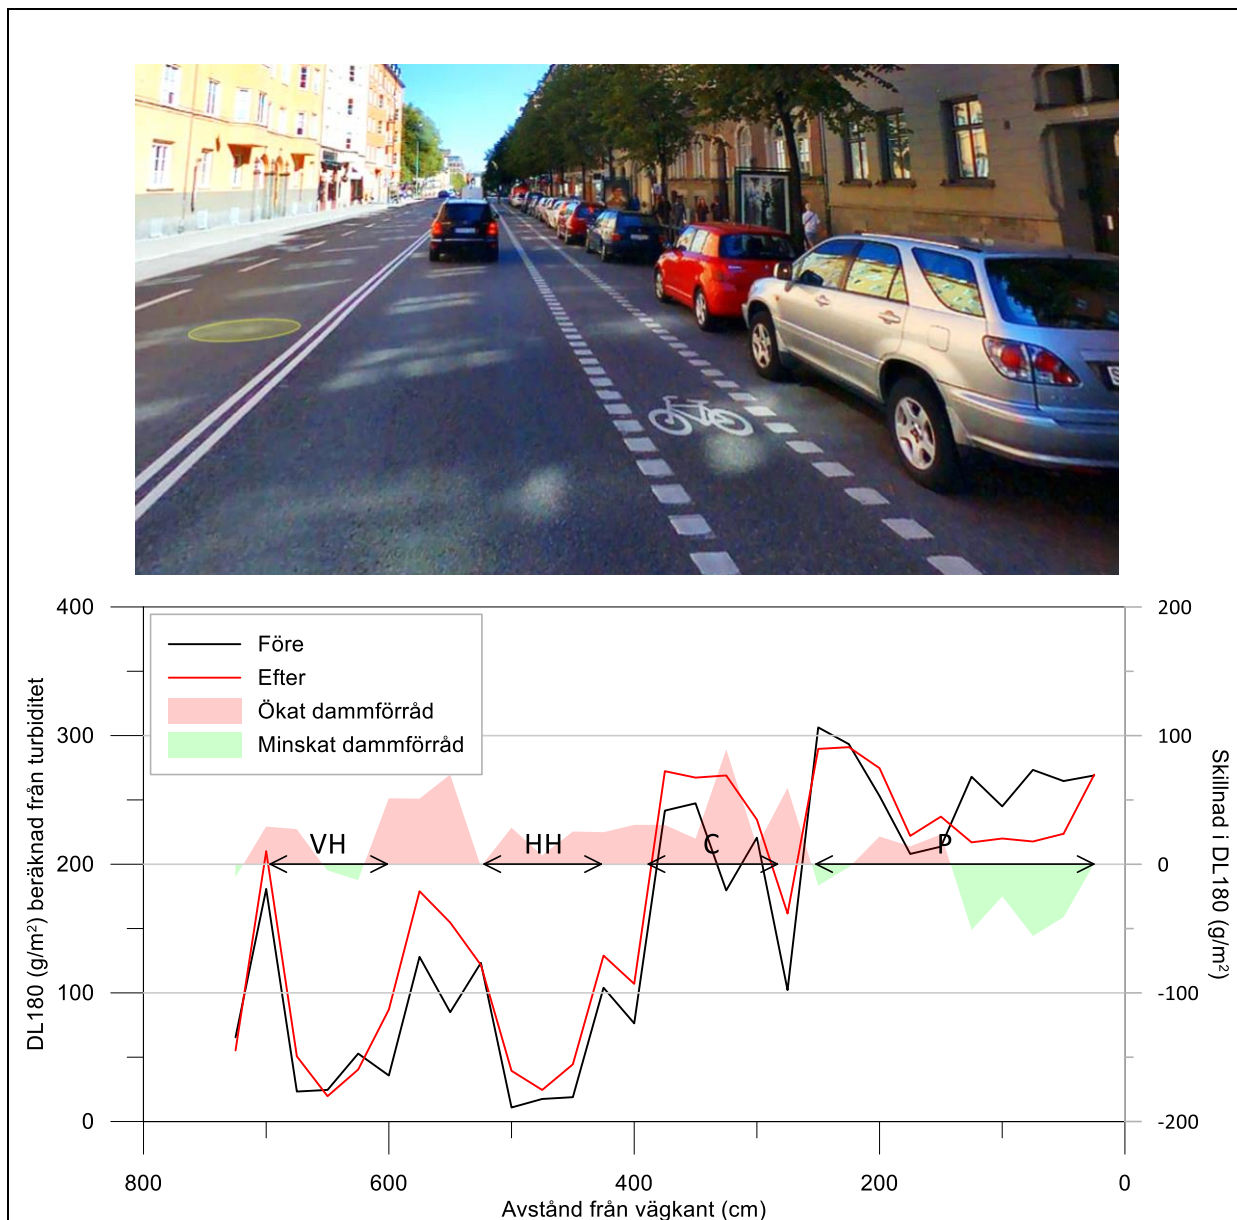 400
300
200
100
0
DL180 (g/m²) beräknad från turbiditet
Före
Efter
Ökat dammförråd
Minskat dammförråd
VH
HH
C
P
200
100
0
-100
-200
Skillnad i DL180 (g/m²)
800
600
400
200
0
Avstånd från vägkant (cm)